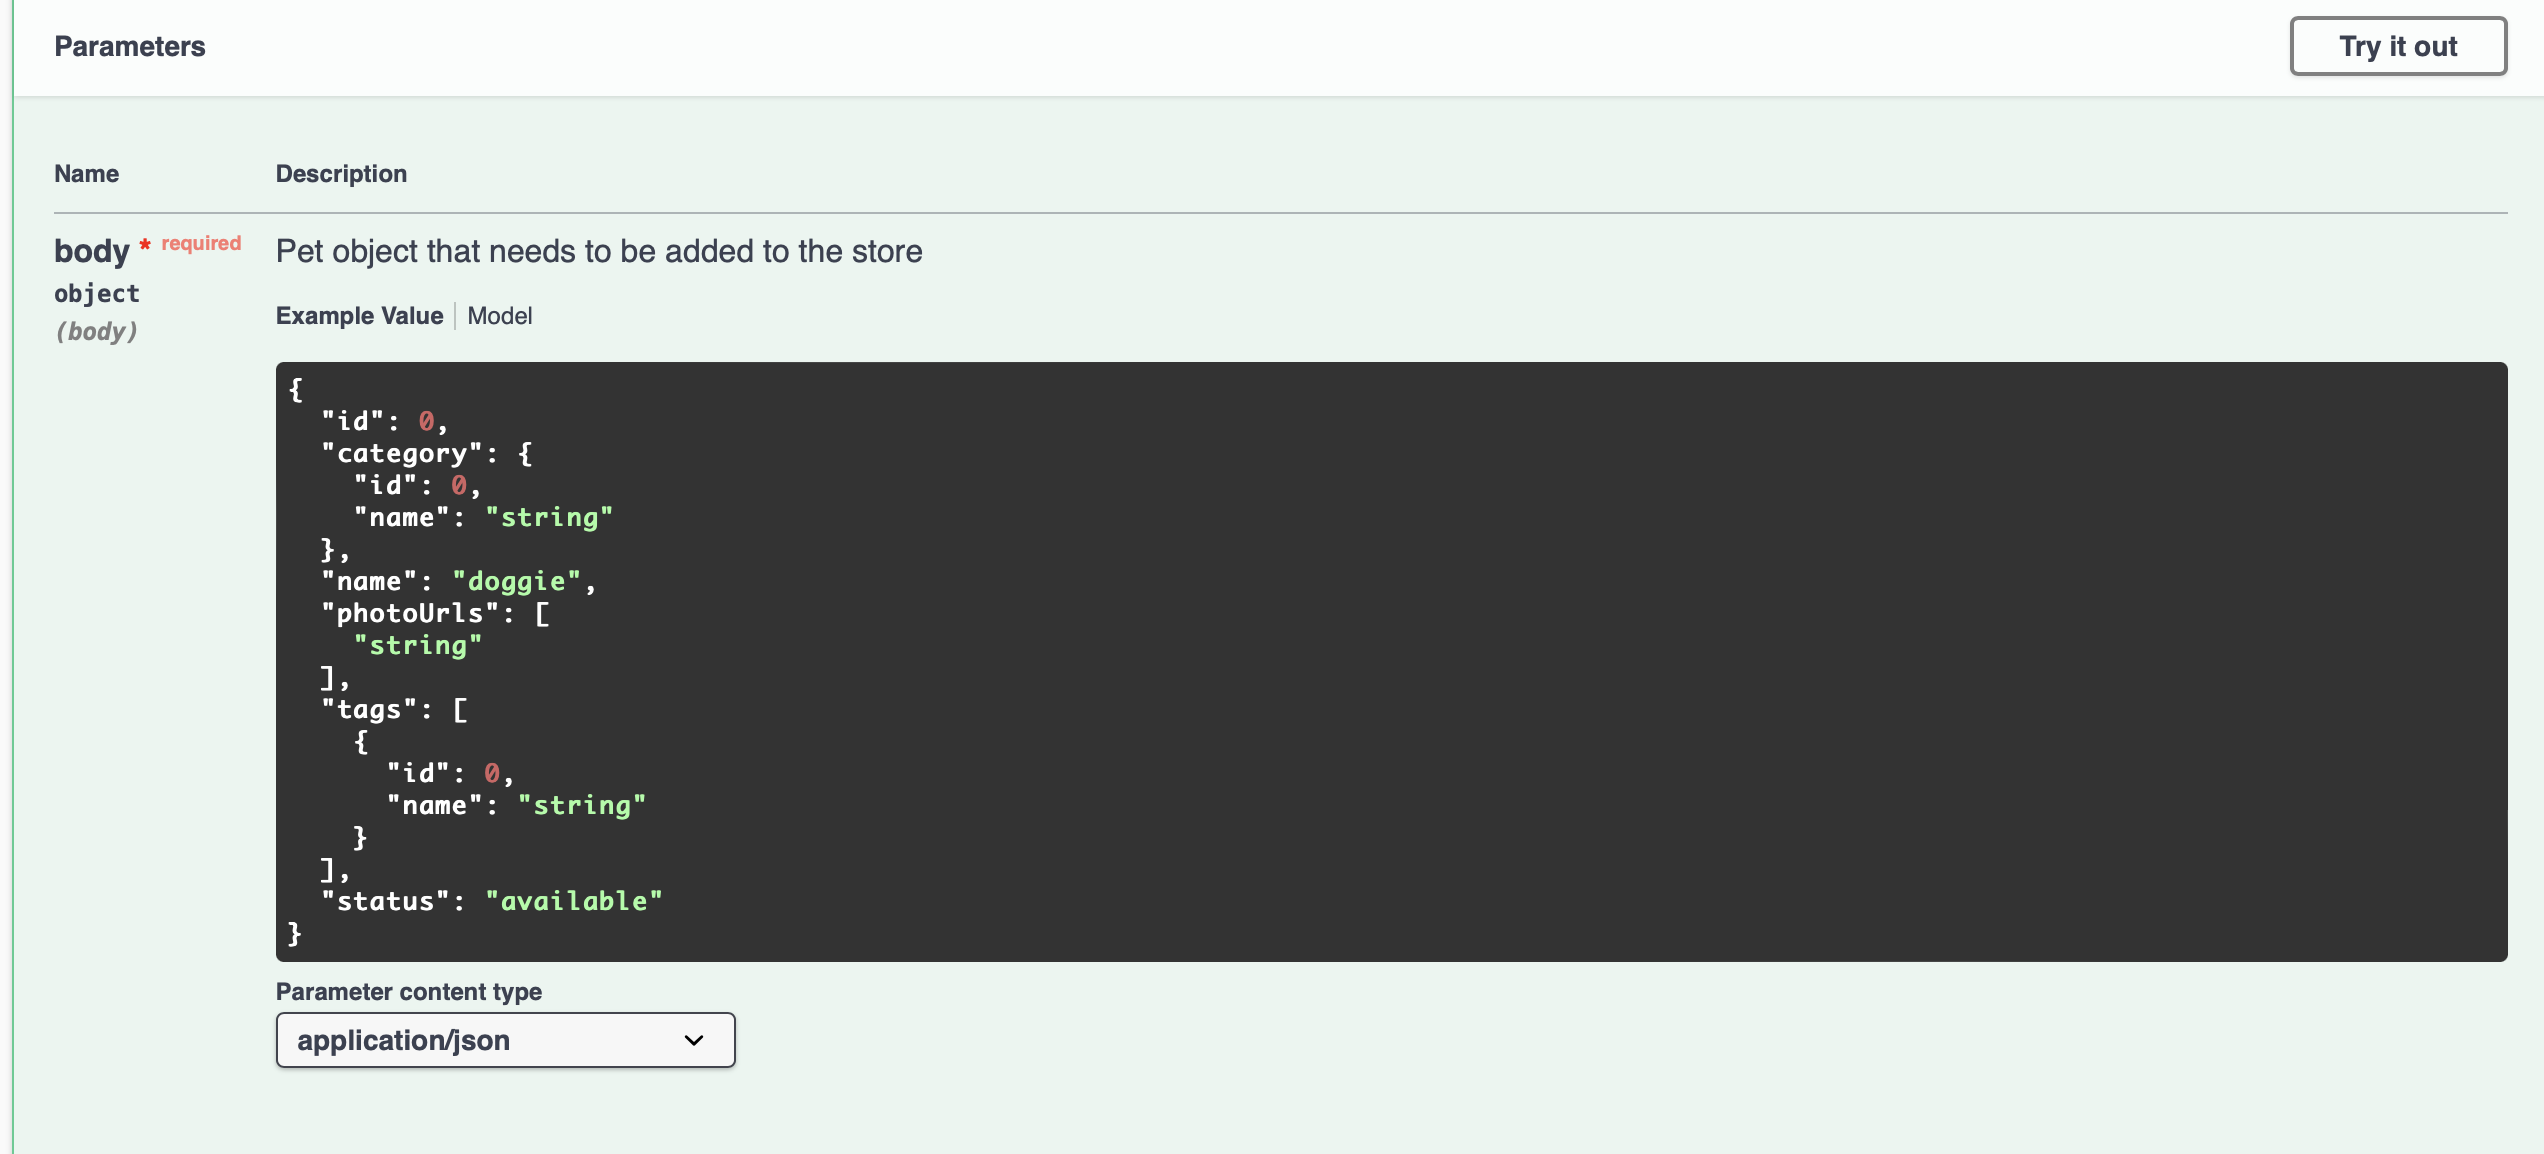 Parameters
Try it out
Name Description
body * required Pet object that needs to be added to the store
object
(body)
Example Value Model
{
  "id": 0,
  "category": {
    "id": 0,
    "name": "string"
  },
  "name": "doggie",
  "photoUrls": [
    "string"
  ],
  "tags": [
    {
      "id": 0,
      "name": "string"
    }
  ],
  "status": "available"
}
Parameter content type
application/json